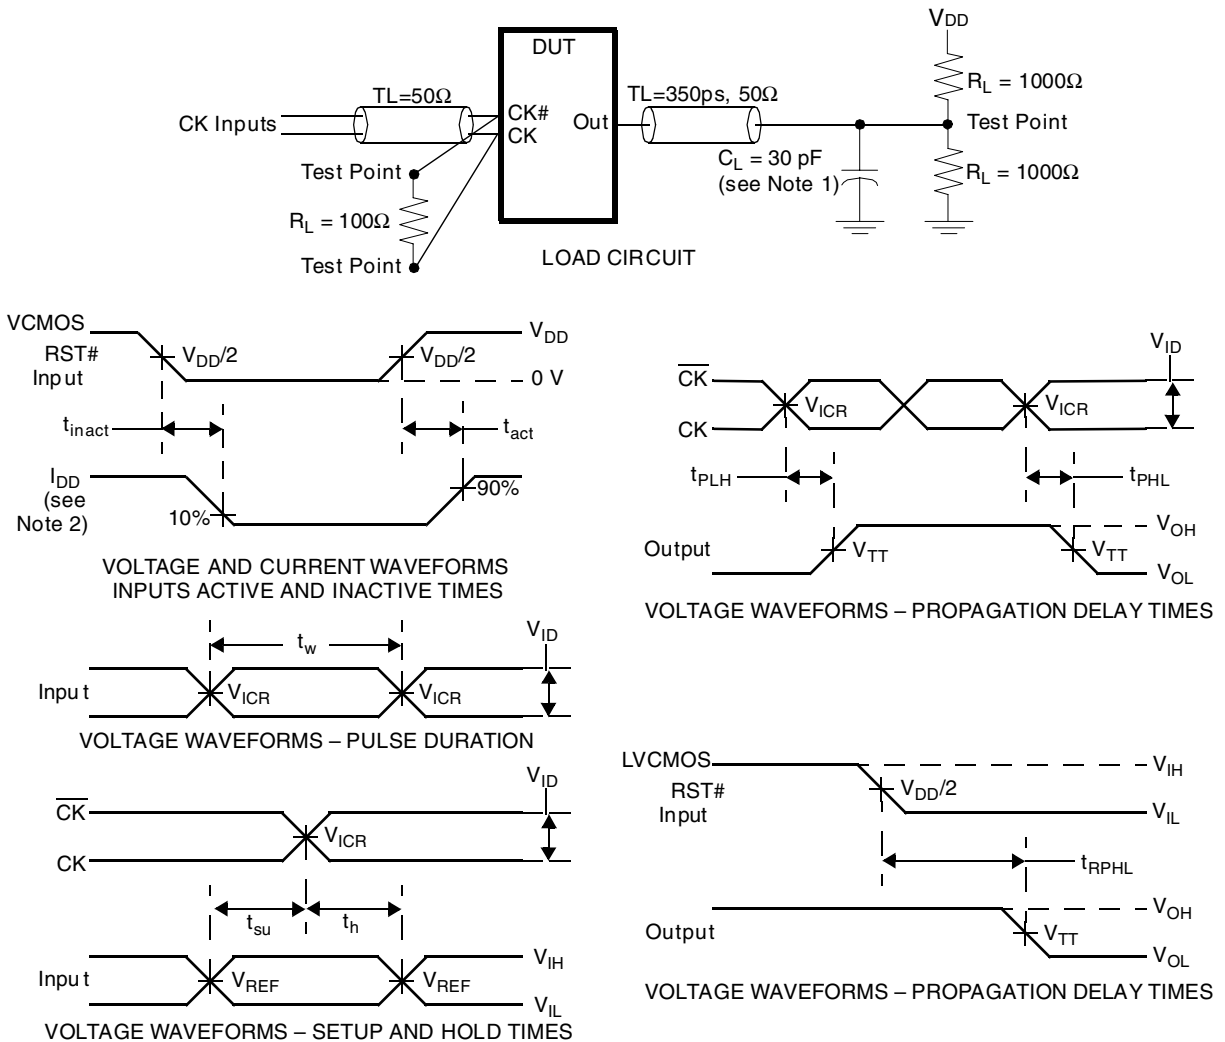 VDD
DUT
RL = 1000Ω
TL=50Ω
TL=350ps, 50Ω
CK Inputs
CK#
CK
Out
Test Point
CL = 30 pF
(see Note 1)
RL = 1000Ω
Test Point
RL = 100Ω
Test Point
LOAD CIRCUIT
VCMOS
RST#
Input
VDD/2
VDD/2
VDD
0 V
tinact
tact
IDD
(see
Note 2)
10%
90%
VOLTAGE AND CURRENT WAVEFORMS
INPUTS ACTIVE AND INACTIVE TIMES
VID
CK
CK
VICR
VICR
tPLH
tPHL
Output
VTT
VTT
VOH
VOL
VOLTAGE WAVEFORMS – PROPAGATION DELAY TIMES
tw
VID
Input
VICR
VICR
VOLTAGE WAVEFORMS – PULSE DURATION
VID
CK
CK
VICR
tsu
th
Input
VREF
VREF
VIH
VIL
VOLTAGE WAVEFORMS – SETUP AND HOLD TIMES
LVCMOS
RST#
Input
VDD/2
VIH
VIL
tRPHL
Output
VTT
VOH
VOL
VOLTAGE WAVEFORMS – PROPAGATION DELAY TIMES